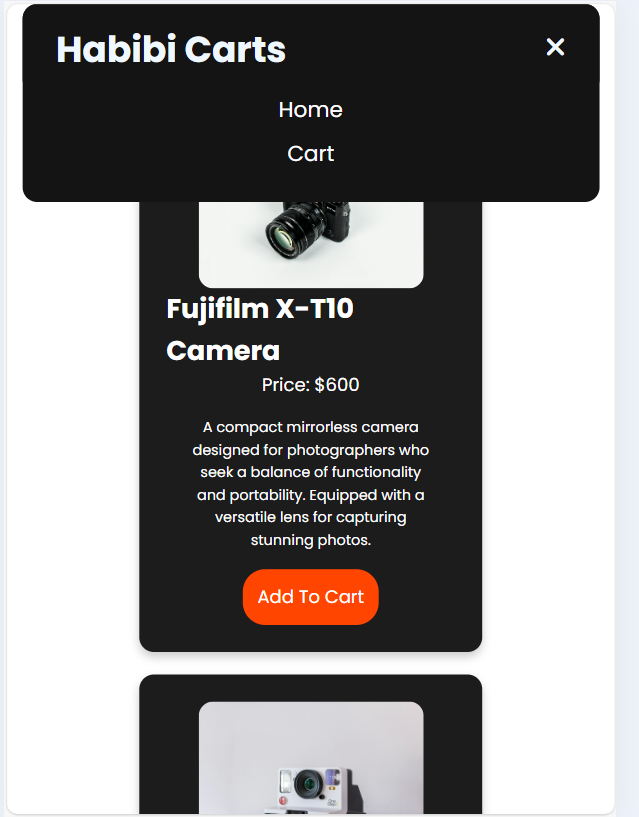 Habibi Carts
Home
Cart
Fujifilm X-T10
Camera
Price: $600
A compact mirrorless camera
designed for photographers who
seek a balance of functionality
and portability. Equipped with a
versatile lens for capturing
stunning photos.
Add To Cart